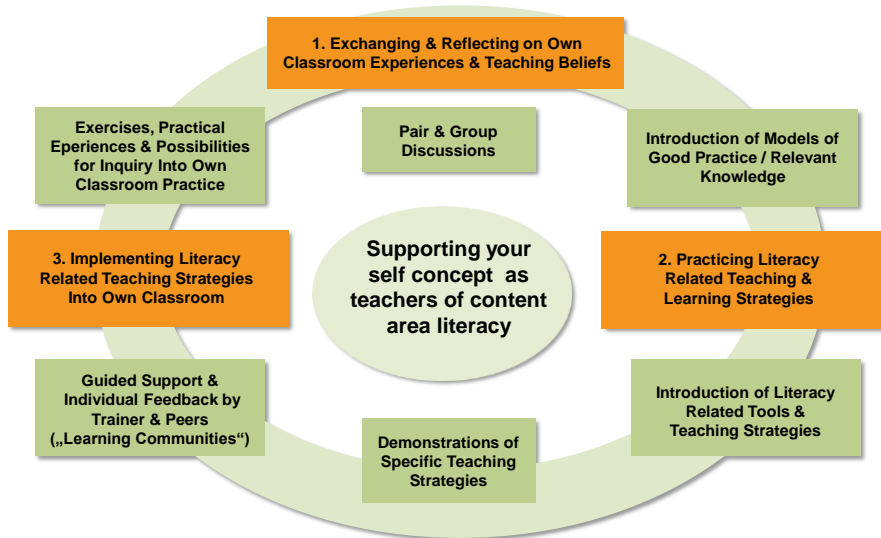 1. Exchanging & Reflecting on Own
Classroom Experiences & Teaching Beliefs
Exercises, Practical
Eperiences & Possibilities
for Inquiry Into Own
Classroom Practice
Pair & Group
Discussions
Introduction of Models of
Good Practice / Relevant
Knowledge
3. Implementing Literacy
Related Teaching Strategies
Into Own Classroom
Supporting your
self concept as
teachers of content
area literacy
2. Practicing Literacy
Related Teaching &
Learning Strategies
Guided Support &
Individual Feedback by
Trainer & Peers
(„Learning Communities“)
Demonstrations of
Specific Teaching
Strategies
Introduction of Literacy
Related Tools &
Teaching Strategies